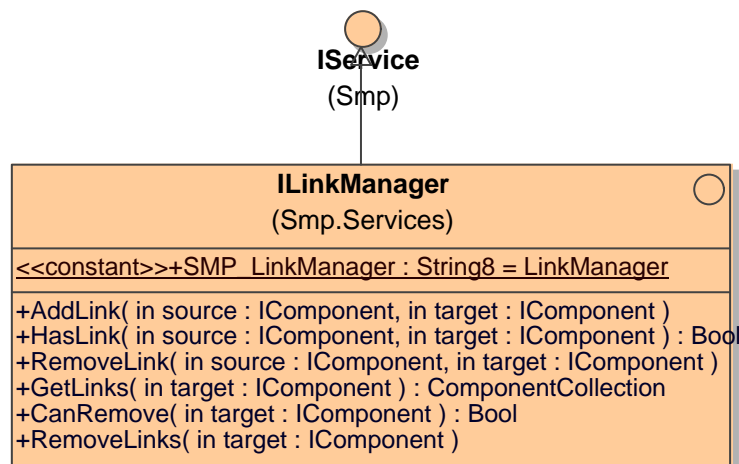 IService
(Smp)
ILinkManager
(Smp.Services)
<<constant>>+SMP_LinkManager : String8 = LinkManager
+AddLink( in source : IComponent, in target : IComponent )
+HasLink( in source : IComponent, in target : IComponent ) : Bool
+RemoveLink( in source : IComponent, in target : IComponent )
+GetLinks( in target : IComponent ) : ComponentCollection
+CanRemove( in target : IComponent ) : Bool
+RemoveLinks( in target : IComponent )